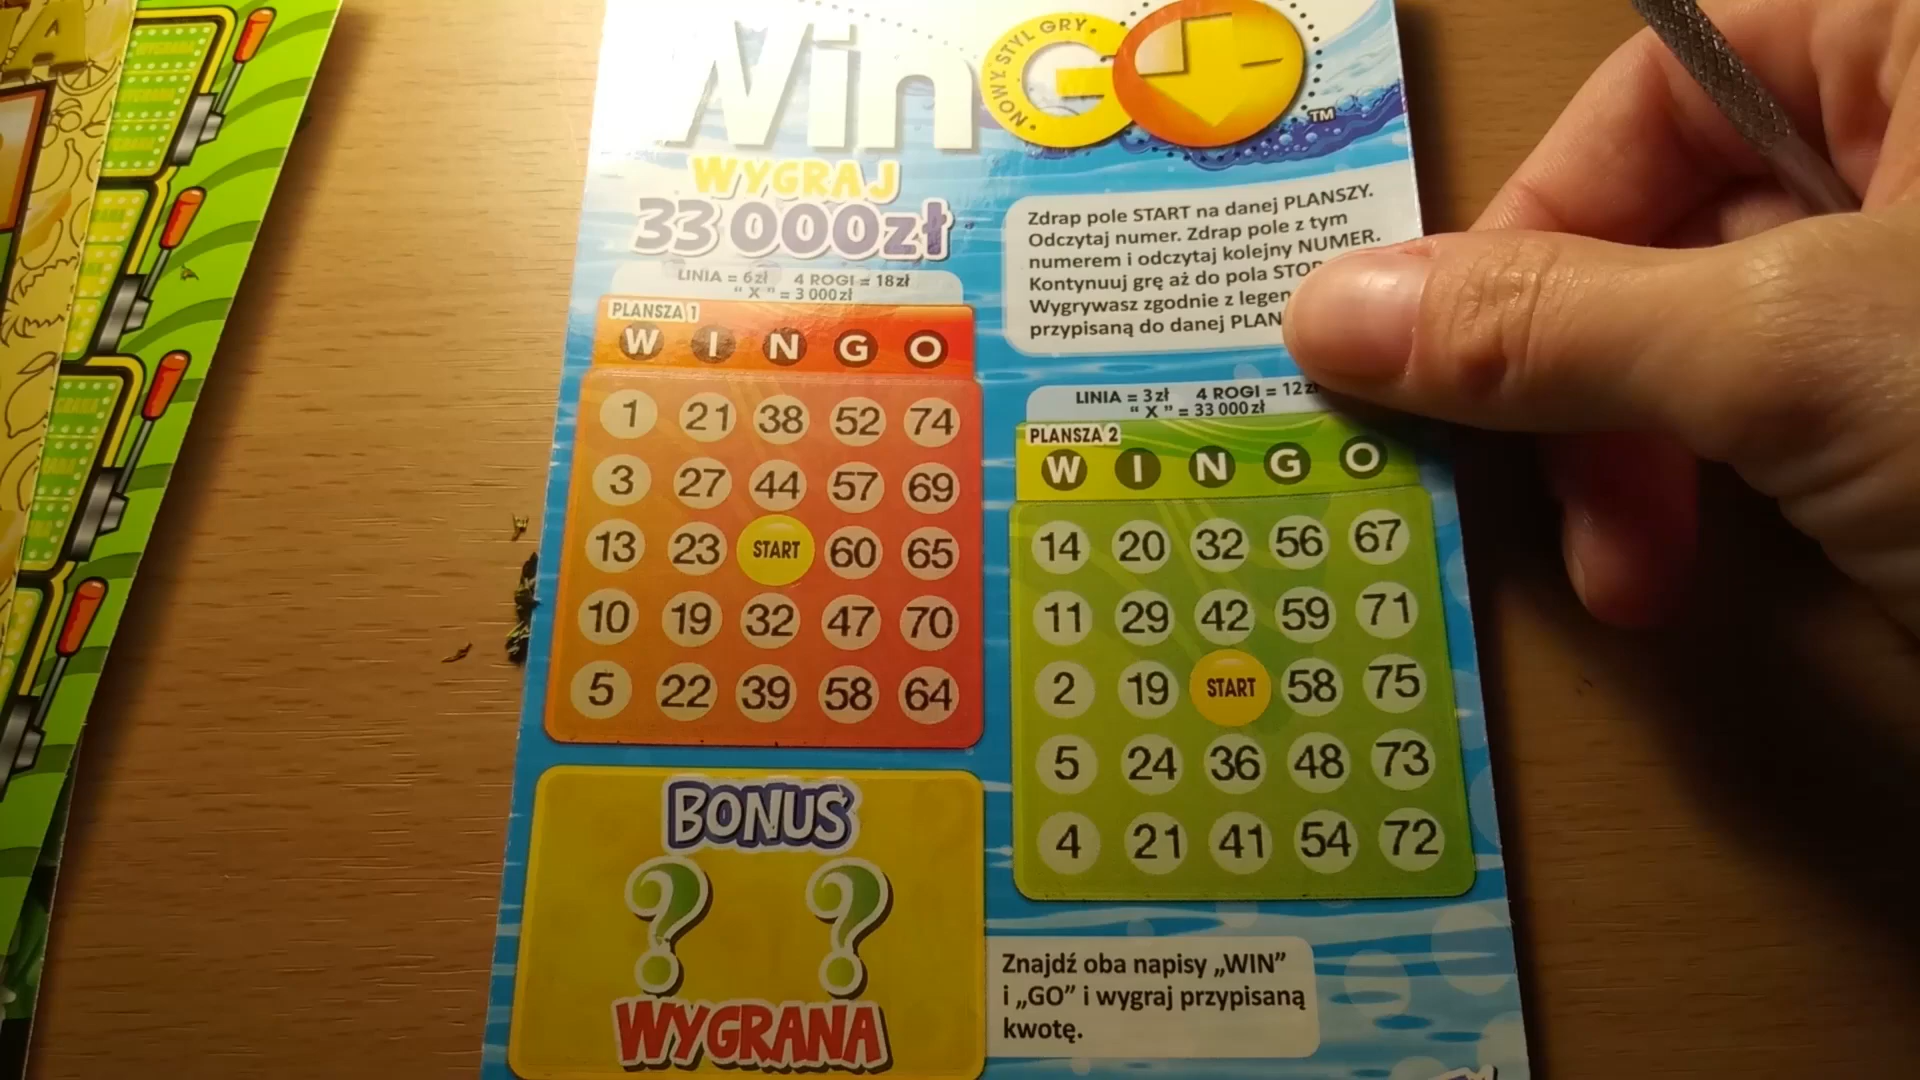 WinGO
NOWY STYL GRY
TM
WYGRAJ
33 000zł
LINIA = 6zł 4 ROGI = 18zł
"X" = 3 000zł
PLANSZA 1
W I N G O
1 21 38 52 74
3 27 44 57 69
13 23 START 60 65
10 19 32 47 70
5 22 39 58 64
Zdrap pole START na danej PLANSZY.
Odczytaj numer. Zdrap pole z tym
numerem i odczytaj kolejny NUMER.
Kontynuuj grę aż do pola
Wygrywasz zgodnie z
przypisaną do danej
LINIA = 3zł 4 ROGI = 12zł
"X" = 33 000zł
PLANSZA 2
W I N G O
14 20 32 56 67
11 29 42 59 71
2 19 START 58 75
5 24 36 48 73
4 21 41 54 72
BONUS
? ?
WYGRANA
Znajdź oba napisy „WIN”
i „GO” i wygraj przypisaną
kwotę.